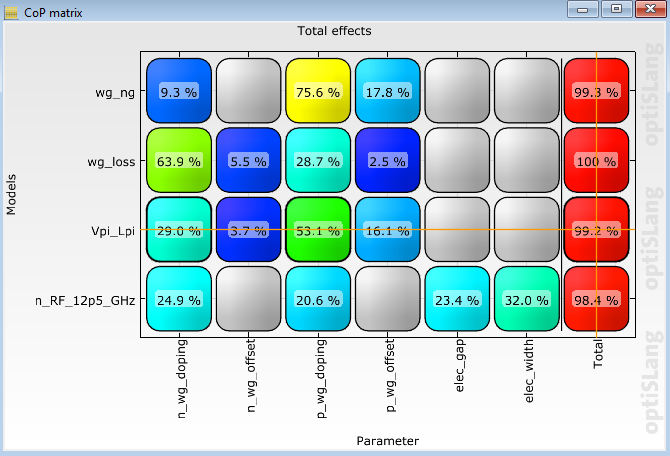 CoP matrix
Total effects
wg_ng 9.3 % 75.6 % 17.8 % 99.3 %
wg_loss 63.9 % 5.5 % 28.7 % 2.5 % 100 %
Vpi_Lpi 29.0 % 3.7 % 53.1 % 16.1 % 99.2 %
n_RF_12p5_GHz 24.9 % 20.6 % 23.4 % 32.0 % 98.4 %
Models
n_wg_doping
n_wg_offset
p_wg_doping
p_wg_offset
elec_gap
elec_width
Total
Parameter
optiSLang
optiSLang
optiSLang